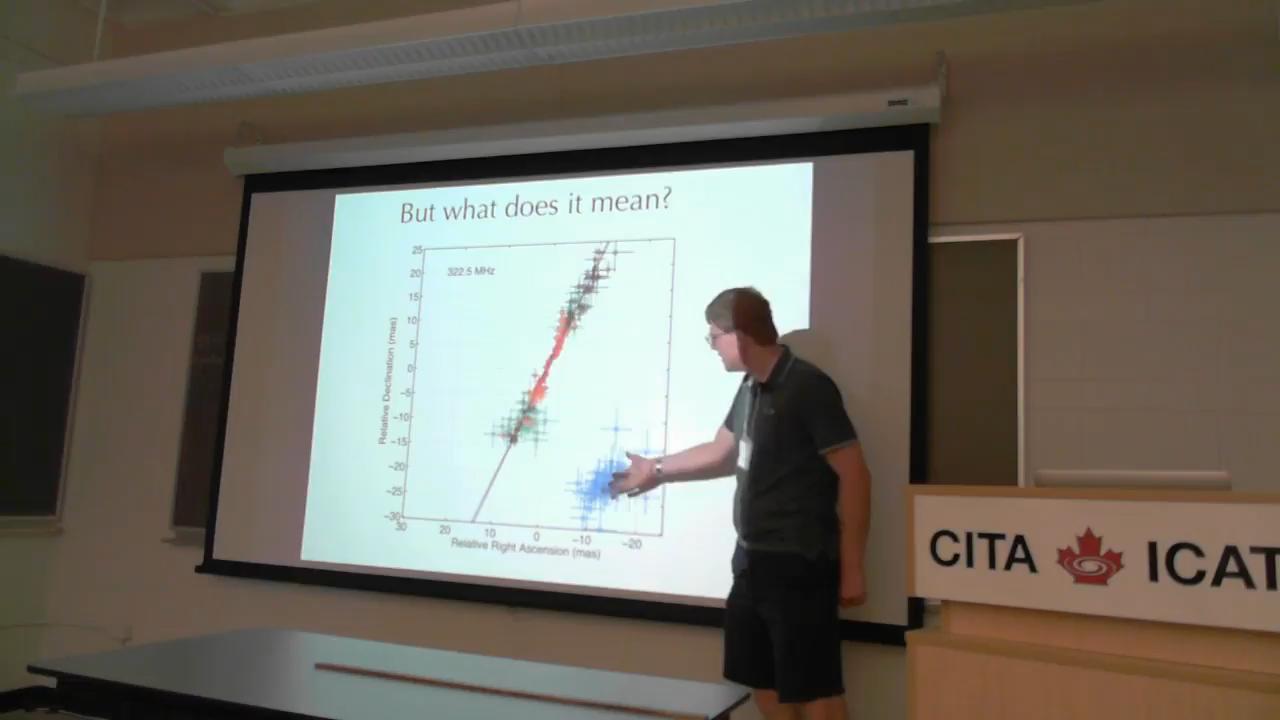 But what does it mean?
322.5 MHz
25
20
15
10
5
0
−5
−10
−15
−20
−25
−30
Relative Declination (mas)
30 20 10 0 −10 −20
Relative Right Ascension (mas)
CITA ICAT